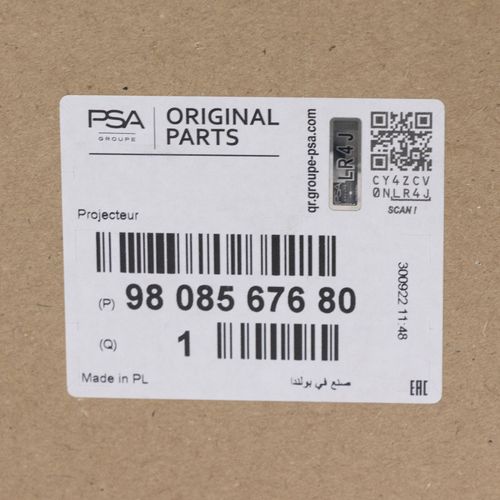 PSA
GROUPE
ORIGINAL
PARTS
qr.groupe-psa.com
LR4J
CY4ZCV
0NLR4J
SCAN!
Projecteur
(P) 98 085 676 80
(Q) 1
300922 11:48
Made in PL
صنع في بولندا
EAC